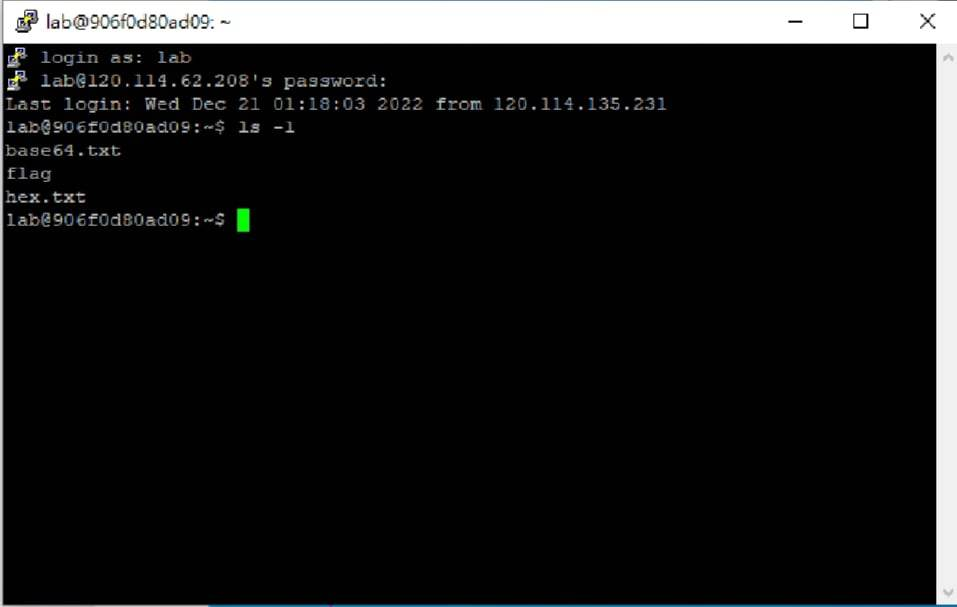 lab@906f0d80ad09: ~
login as: lab
lab@120.114.62.208's password:
Last login: Wed Dec 21 01:18:03 2022 from 120.114.135.231
lab@906f0d80ad09:~$ ls -1
base64.txt
flag
hex.txt
lab@906f0d80ad09:~$